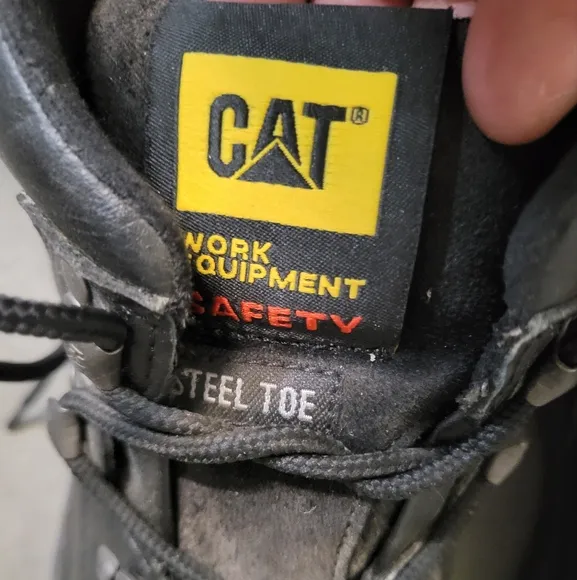 CAT®
WORK
EQUIPMENT
SAFETY
STEEL TOE